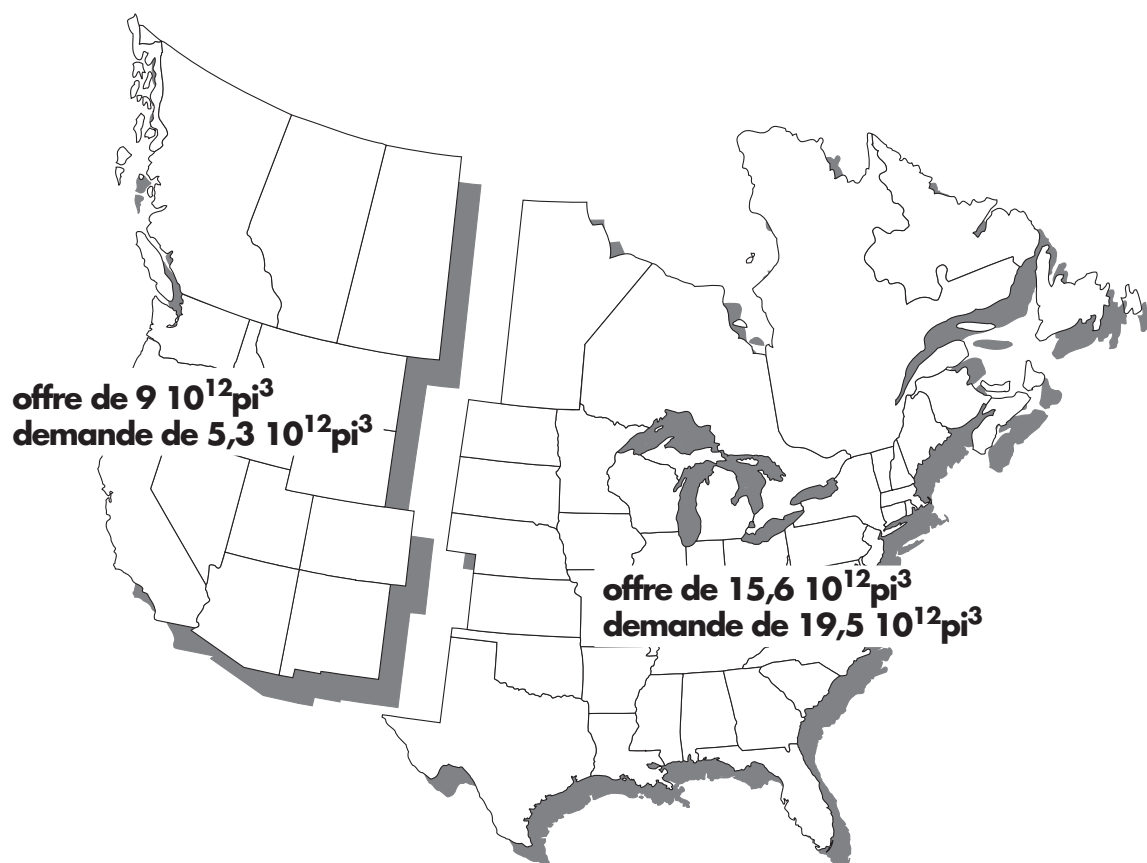 offre de 9 10¹²pi³
demande de 5,3 10¹²pi³
offre de 15,6 10¹²pi³
demande de 19,5 10¹²pi³